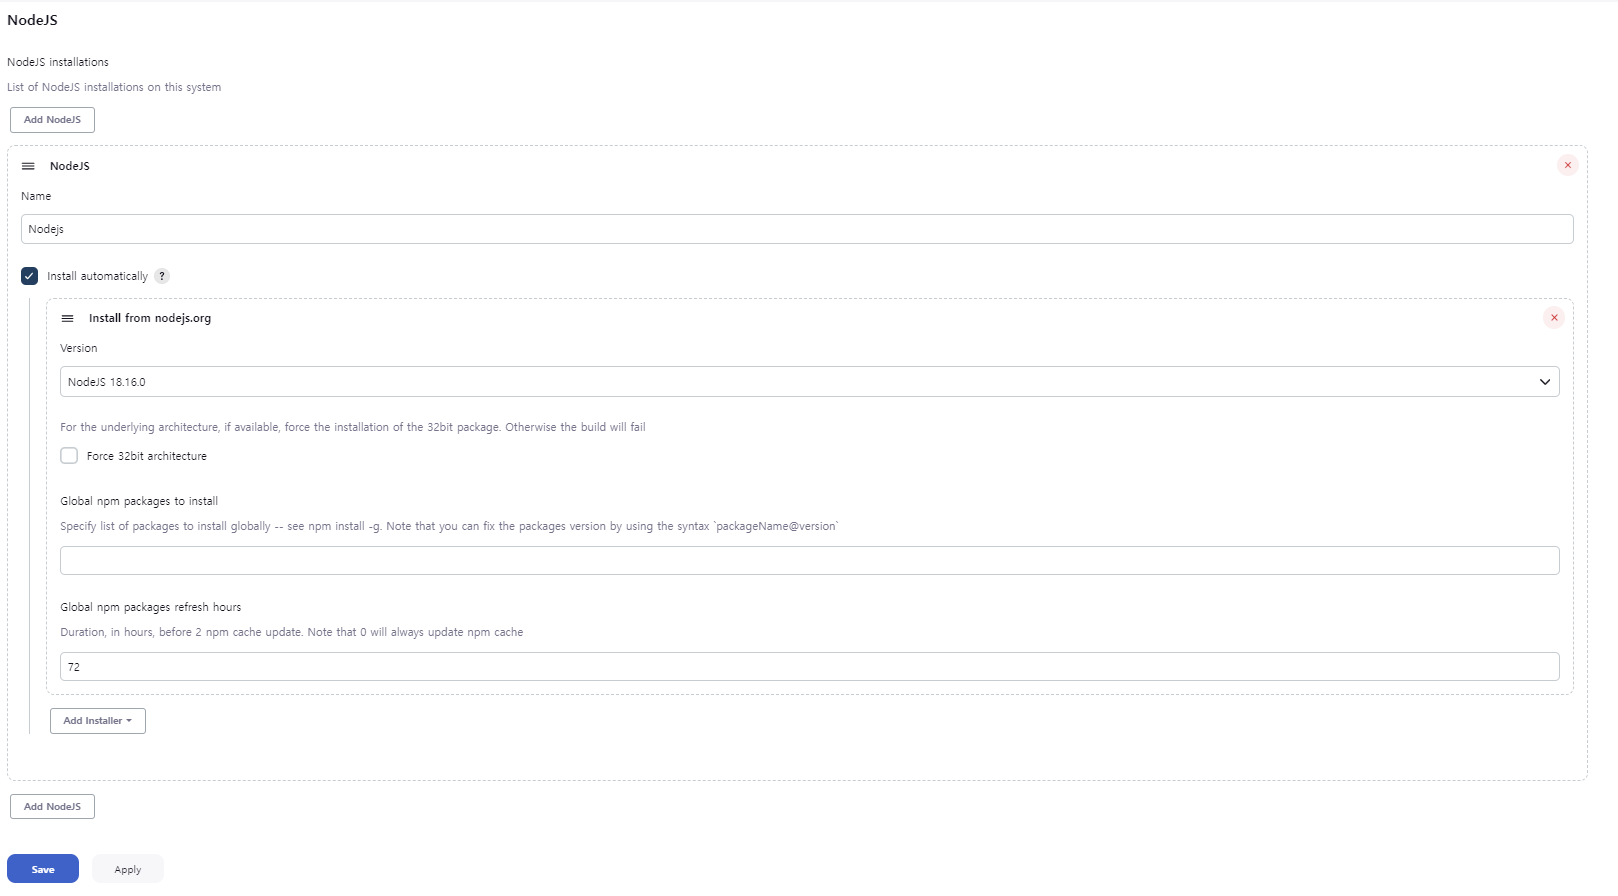 NodeJS
NodeJS installations
List of NodeJS installations on this system
Add NodeJS
NodeJS
Name
Nodejs
Install automatically ?
Install from nodejs.org
Version
NodeJS 18.16.0
For the underlying architecture, if available, force the installation of the 32bit package. Otherwise the build will fail
Force 32bit architecture
Global npm packages to install
Specify list of packages to install globally -- see npm install -g. Note that you can fix the packages version by using the syntax `packageName@version`
Global npm packages refresh hours
Duration, in hours, before 2 npm cache update. Note that 0 will always update npm cache
72
Add Installer
Add NodeJS
Save Apply